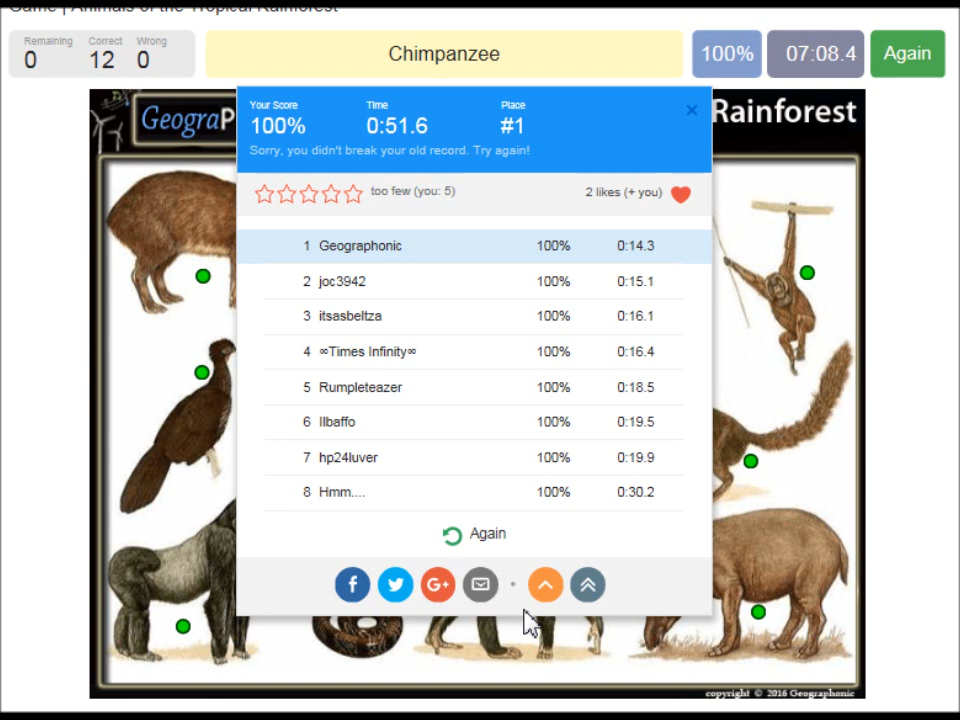 Game | Animals of the Tropical Rainforest
Remaining Correct Wrong
0 12 0
Chimpanzee
100%
07:08.4
Again
GeograP
Rainforest
Your Score Time Place
100% 0:51.6 #1
Sorry, you didn't break your old record. Try again!
too few (you: 5)
2 likes (+ you)
1 Geographonic 100% 0:14.3
2 joc3942 100% 0:15.1
3 itsasbeltza 100% 0:16.1
4 ∞Times Infinity∞ 100% 0:16.4
5 Rumpleteazer 100% 0:18.5
6 Ilbaffo 100% 0:19.5
7 hp24luver 100% 0:19.9
8 Hmm.... 100% 0:30.2
Again
f G+
copyright © 2016 Geographonic